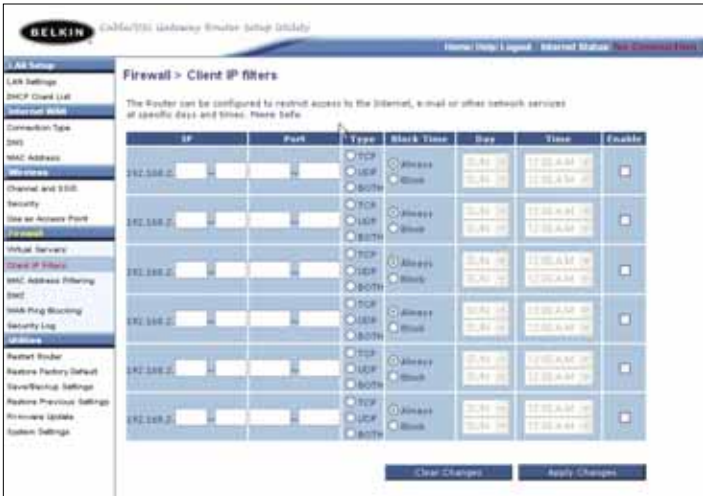 BELKIN Cable/DSL Gateway Router Setup Utility
Home| Help| Logout Internet Status: No Connection
LAN Setup
LAN Settings
DHCP Client List
Internet WAN
Connection Type
DNS
MAC Address
Wireless
Channel and SSID
Security
Use as Access Point
Firewall
Virtual Servers
Client IP Filters
MAC Address Filtering
DMZ
WAN Ping Blocking
Security Log
Utilities
Restart Router
Restore Factory Default
Save/Backup Settings
Restore Previous Settings
Firmware Update
System Settings
Firewall > Client IP filters
The Router can be configured to restrict access to the Internet, e-mail or other network services
at specific days and times. More Info
IP Port Type Block Time Day Time Enable
192.168.2. ~ ~ TCP UDP BOTH Always Block SUN 12:00 A.M.
192.168.2. ~ ~ TCP UDP BOTH Always Block SUN 12:00 A.M.
192.168.2. ~ ~ TCP UDP BOTH Always Block SUN 12:00 A.M.
192.168.2. ~ ~ TCP UDP BOTH Always Block SUN 12:00 A.M.
192.168.2. ~ ~ TCP UDP BOTH Always Block SUN 12:00 A.M.
192.168.2. ~ ~ TCP UDP BOTH Always Block SUN 12:00 A.M.
Clear Changes Apply Changes